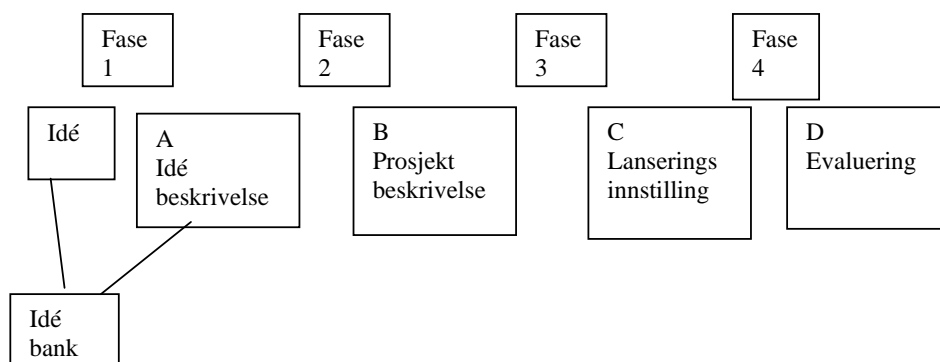 Fase
1
Fase
2
Fase
3
Fase
4
Idé
A
Idé
beskrivelse
B
Prosjekt
beskrivelse
C
Lanserings
innstilling
D
Evaluering
Idé
bank